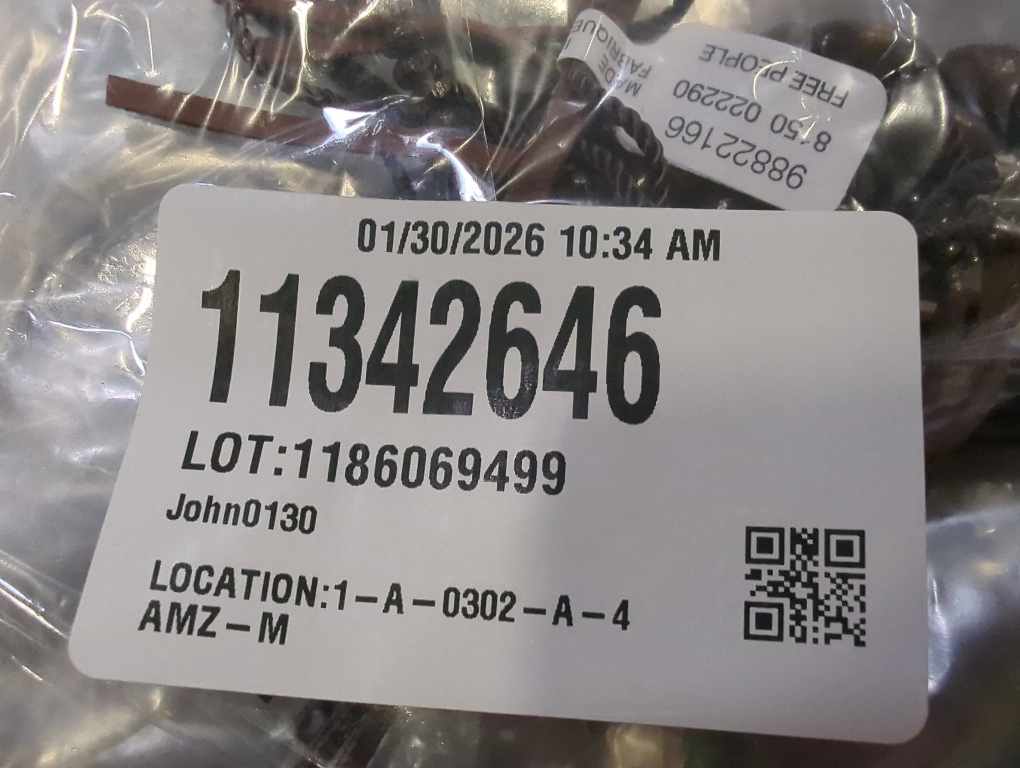 MADE I
FABRIQUÉ
FREE PEOPLE
8:50 022290
98822166
01/30/2026 10:34 AM
11342646
LOT:1186069499
John0130
LOCATION:1-A-0302-A-4
AMZ-M